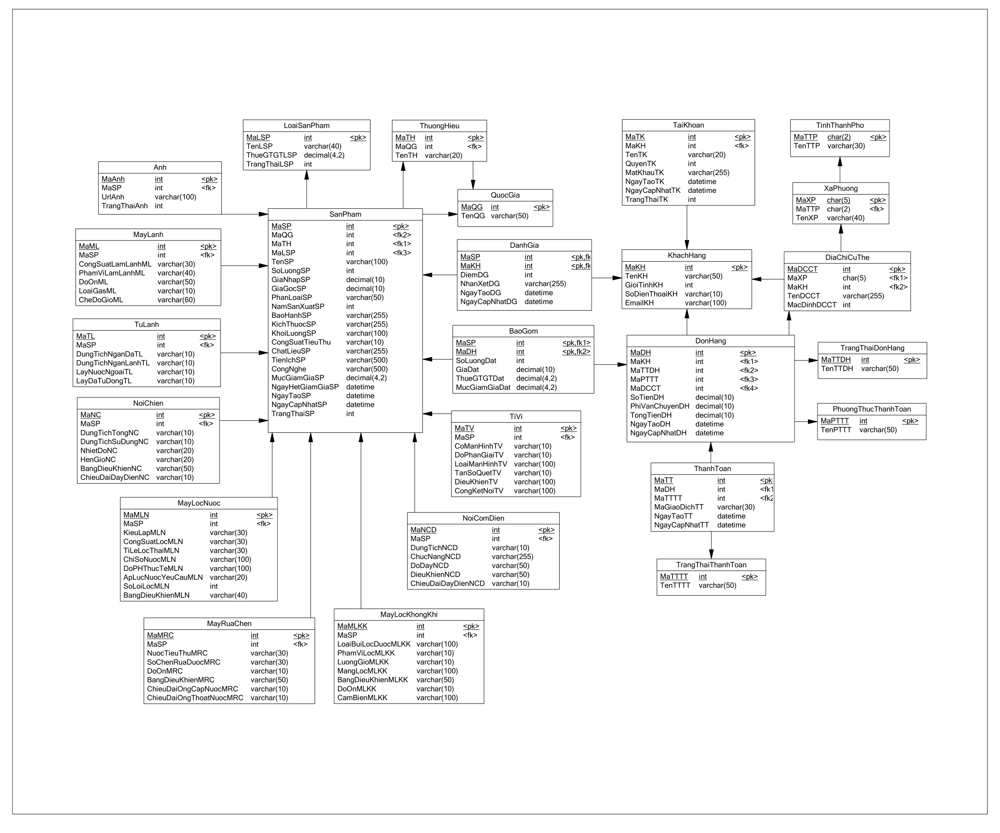 LoaiSanPham
MaLSP int <pk>
TenLSP varchar(40)
ThueGTGTLSP decimal(4,2)
TrangThaiLSP int
ThuongHieu
MaTH int <pk>
MaQG int <fk>
TenTH varchar(20)
TaiKhoan
MaTK int <pk>
MaKH int <fk>
TenTK varchar(20)
QuyenTK int
MatKhauTK varchar(255)
NgayTaoTK datetime
NgayCapNhatTK datetime
TrangThaiTK int
TinhThanhPho
MaTTP char(2) <pk>
TenTTP varchar(30)
Anh
MaAnh int <pk>
MaSP int <fk>
UrlAnh varchar(100)
TrangThaiAnh int
QuocGia
MaQG int <pk>
TenQG varchar(50)
XaPhuong
MaXP char(5) <pk>
MaTTP char(2) <fk>
TenXP varchar(40)
SanPham
MaSP int <pk>
MaQG int <fk2>
MaTH int <fk1>
MaLSP int <fk3>
TenSP varchar(100)
SoLuongSP int
GiaNhapSP decimal(10)
GiaGocSP decimal(10)
PhanLoaiSP varchar(50)
NamSanXuatSP int
BaoHanhSP varchar(255)
KichThuocSP varchar(255)
KhoiLuongSP varchar(100)
CongSuatTieuThu varchar(10)
ChatLieuSP varchar(255)
TienIchSP varchar(500)
CongNghe varchar(500)
MucGiamGiaSP decimal(4,2)
NgayHetGiamGiaSP datetime
NgayTaoSP datetime
NgayCapNhatSP datetime
TrangThaiSP int
MayLanh
MaML int <pk>
MaSP int <fk>
CongSuatLamLanhML varchar(30)
PhamViLamLanhML varchar(40)
DoOnML varchar(50)
LoaiGasML varchar(10)
CheDoGioML varchar(60)
DanhGia
MaSP int <pk,fk
MaKH int <pk,fk
DiemDG int
NhanXetDG varchar(255)
NgayTaoDG datetime
NgayCapNhatDG datetime
KhachHang
MaKH int <pk>
TenKH varchar(50)
GioiTinhKH int
SoDienThoaiKH varchar(10)
EmailKH varchar(100)
DiaChiCuThe
MaDCCT int <pk>
MaXP char(5) <fk1>
MaKH int <fk2>
TenDCCT varchar(255)
MacDinhDCCT int
TuLanh
MaTL int <pk>
MaSP int <fk>
DungTichNganDaTL varchar(10)
DungTichNganLanhTL varchar(10)
LayNuocNgoaiTL varchar(10)
LayDaTuDongTL varchar(10)
BaoGom
MaSP int <pk,fk1>
MaDH int <pk,fk2>
SoLuongDat int
GiaDat decimal(10)
ThueGTGTDat decimal(4,2)
MucGiamGiaDat decimal(4,2)
DonHang
MaDH int <pk>
MaKH int <fk1>
MaTTDH int <fk2>
MaPTTT int <fk3>
MaDCCT int <fk4>
SoTienDH decimal(10)
PhiVanChuyenDH decimal(10)
TongTienDH decimal(10)
NgayTaoDH datetime
NgayCapNhatDH datetime
TrangThaiDonHang
MaTTDH int <pk>
TenTTDH varchar(50)
NoiChien
MaNC int <pk>
MaSP int <fk>
DungTichTongNC varchar(10)
DungTichSuDungNC varchar(10)
NhietDoNC varchar(20)
HenGioNC varchar(20)
BangDieuKhienNC varchar(50)
ChieuDaiDayDienNC varchar(10)
PhuongThucThanhToan
MaPTTT int <pk>
TenPTTT varchar(50)
TiVi
MaTV int <pk>
MaSP int <fk>
CoManHinhTV varchar(10)
DoPhanGiaiTV varchar(10)
LoaiManHinhTV varchar(100)
TanSoQuetTV varchar(10)
DieuKhienTV varchar(100)
CongKetNoiTV varchar(100)
ThanhToan
MaTT int <pk
MaDH int <fk1
MaTTTT int <fk2
MaGiaoDichTT varchar(30)
NgayTaoTT datetime
NgayCapNhatTT datetime
MayLocNuoc
MaMLN int <pk>
MaSP int <fk>
KieuLapMLN varchar(30)
CongSuatLocMLN varchar(30)
TiLeLocThaiMLN varchar(30)
ChiSoNuocMLN varchar(100)
DoPHThucTeMLN varchar(100)
ApLucNuocYeuCauMLN varchar(20)
SoLoiLocMLN int
BangDieuKhienMLN varchar(40)
NoiComDien
MaNCD int <pk>
MaSP int <fk>
DungTichNCD varchar(10)
ChucNangNCD varchar(255)
DoDayNCD varchar(50)
DieuKhienNCD varchar(50)
ChieuDaiDayDienNCD varchar(10)
TrangThaiThanhToan
MaTTTT int <pk>
TenTTTT varchar(50)
MayRuaChen
MaMRC int <pk>
MaSP int <fk>
NuocTieuThuMRC varchar(30)
SoChenRuaDuocMRC varchar(30)
DoOnMRC varchar(10)
BangDieuKhienMRC varchar(50)
ChieuDaiOngCapNuocMRC varchar(10)
ChieuDaiOngThoatNuocMRC varchar(10)
MayLocKhongKhi
MaMLKK int <pk>
MaSP int <fk>
LoaiBuiLocDuocMLKK varchar(100)
PhamViLocMLKK varchar(10)
LuongGioMLKK varchar(10)
MangLocMLKK varchar(100)
BangDieuKhienMLKK varchar(50)
DoOnMLKK varchar(10)
CamBienMLKK varchar(100)